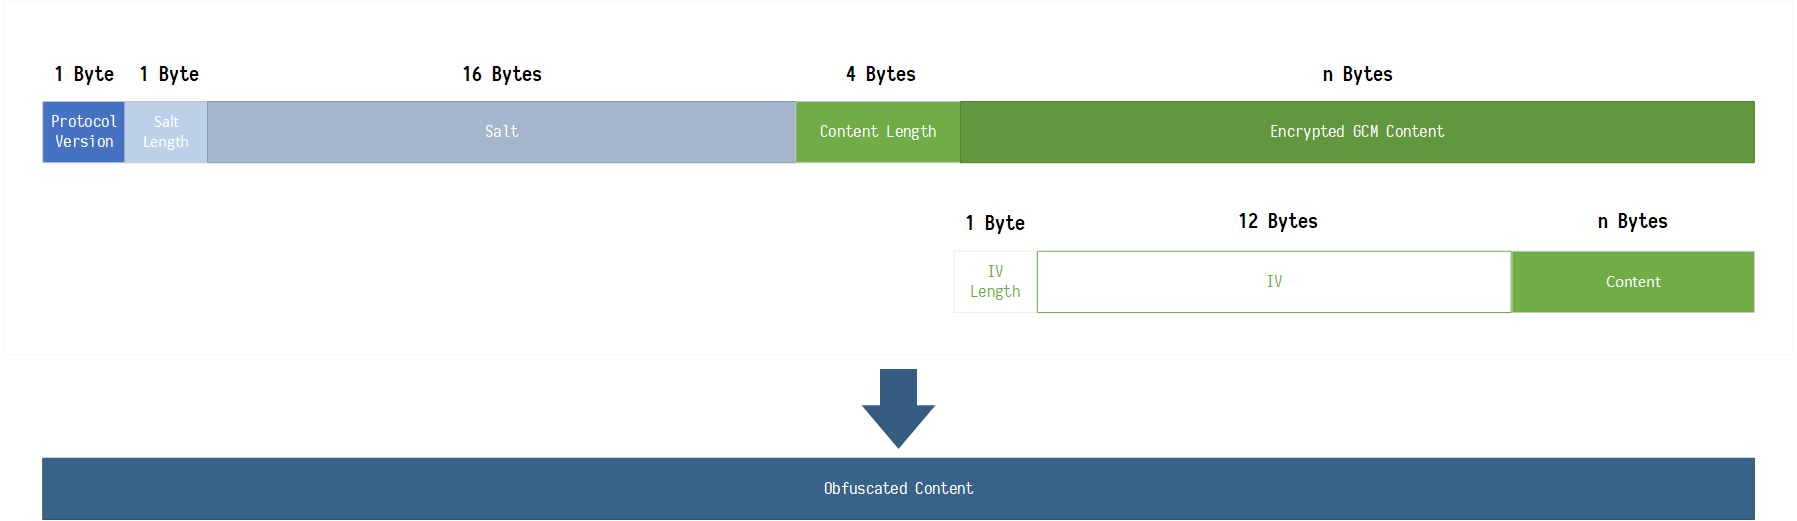 1 Byte
1 Byte
16 Bytes
4 Bytes
n Bytes
Protocol
Version
Salt
Length
Salt
Content Length
Encrypted GCM Content
1 Byte
12 Bytes
n Bytes
IV
Length
IV
Content
Obfuscated Content